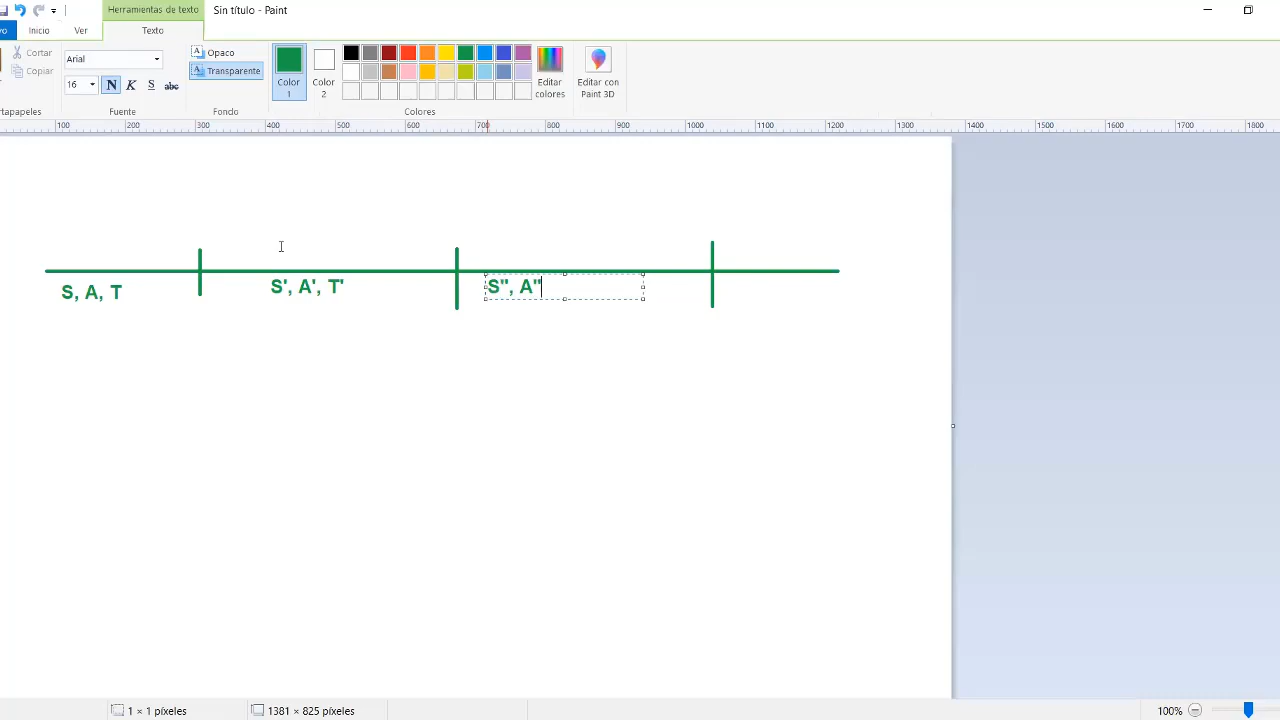 Herramientas de texto
Sin título - Paint
vo
Inicio
Ver
Texto
Cortar
Copiar
Arial
16
N
K
S
abc
Opaco
Transparente
Color
1
Color
2
Editar
colores
Editar con
Paint 3D
rtapapeles
Fuente
Fondo
Colores
100 200 300 400 500 600 700 800 900 1000 1100 1200 1300 1400 1500 1600 1700 1800
S, A, T
S', A', T'
S", A"
1 × 1 píxeles
1381 × 825 píxeles
100%